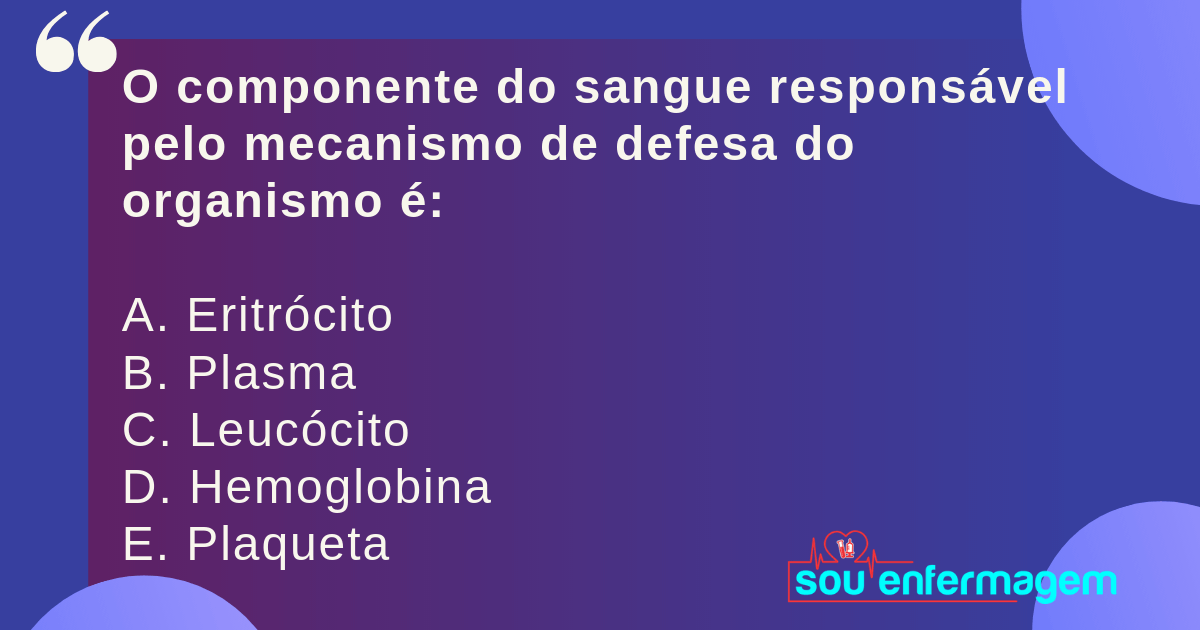 O componente do sangue responsável
pelo mecanismo de defesa do
organismo é:
A. Eritrócito
B. Plasma
C. Leucócito
D. Hemoglobina
E. Plaqueta
sou enfermagem